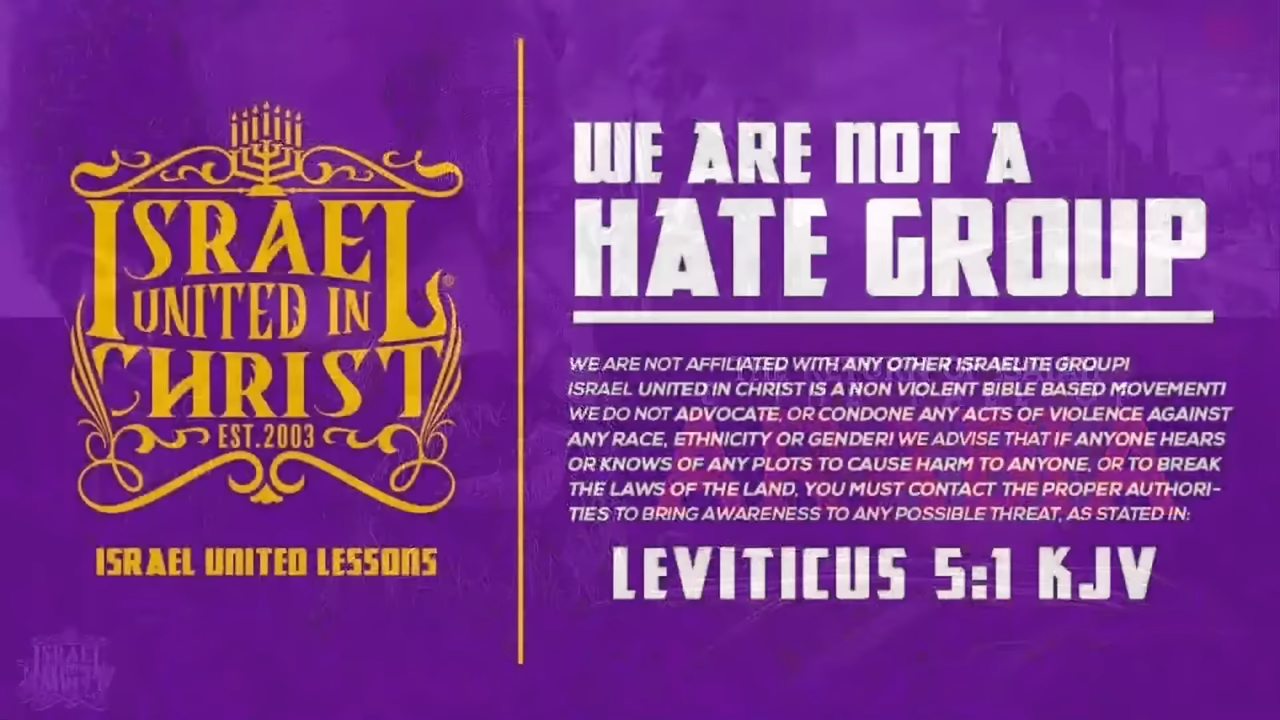 ISRAEL
UNITED IN
CHRIST
EST.2003
ISRAEL UNITED LESSONS
WE ARE NOT A
HATE GROUP
WE ARE NOT AFFILIATED WITH ANY OTHER ISRAELITE GROUP!
ISRAEL UNITED IN CHRIST IS A NON VIOLENT BIBLE BASED MOVEMENT!
WE DO NOT ADVOCATE, OR CONDONE ANY ACTS OF VIOLENCE AGAINST
ANY RACE, ETHNICITY OR GENDER! WE ADVISE THAT IF ANYONE HEARS
OR KNOWS OF ANY PLOTS TO CAUSE HARM TO ANYONE, OR TO BREAK
THE LAWS OF THE LAND, YOU MUST CONTACT THE PROPER AUTHORI-
TIES TO BRING AWARENESS TO ANY POSSIBLE THREAT, AS STATED IN:
LEVITICUS 5:1 KJV